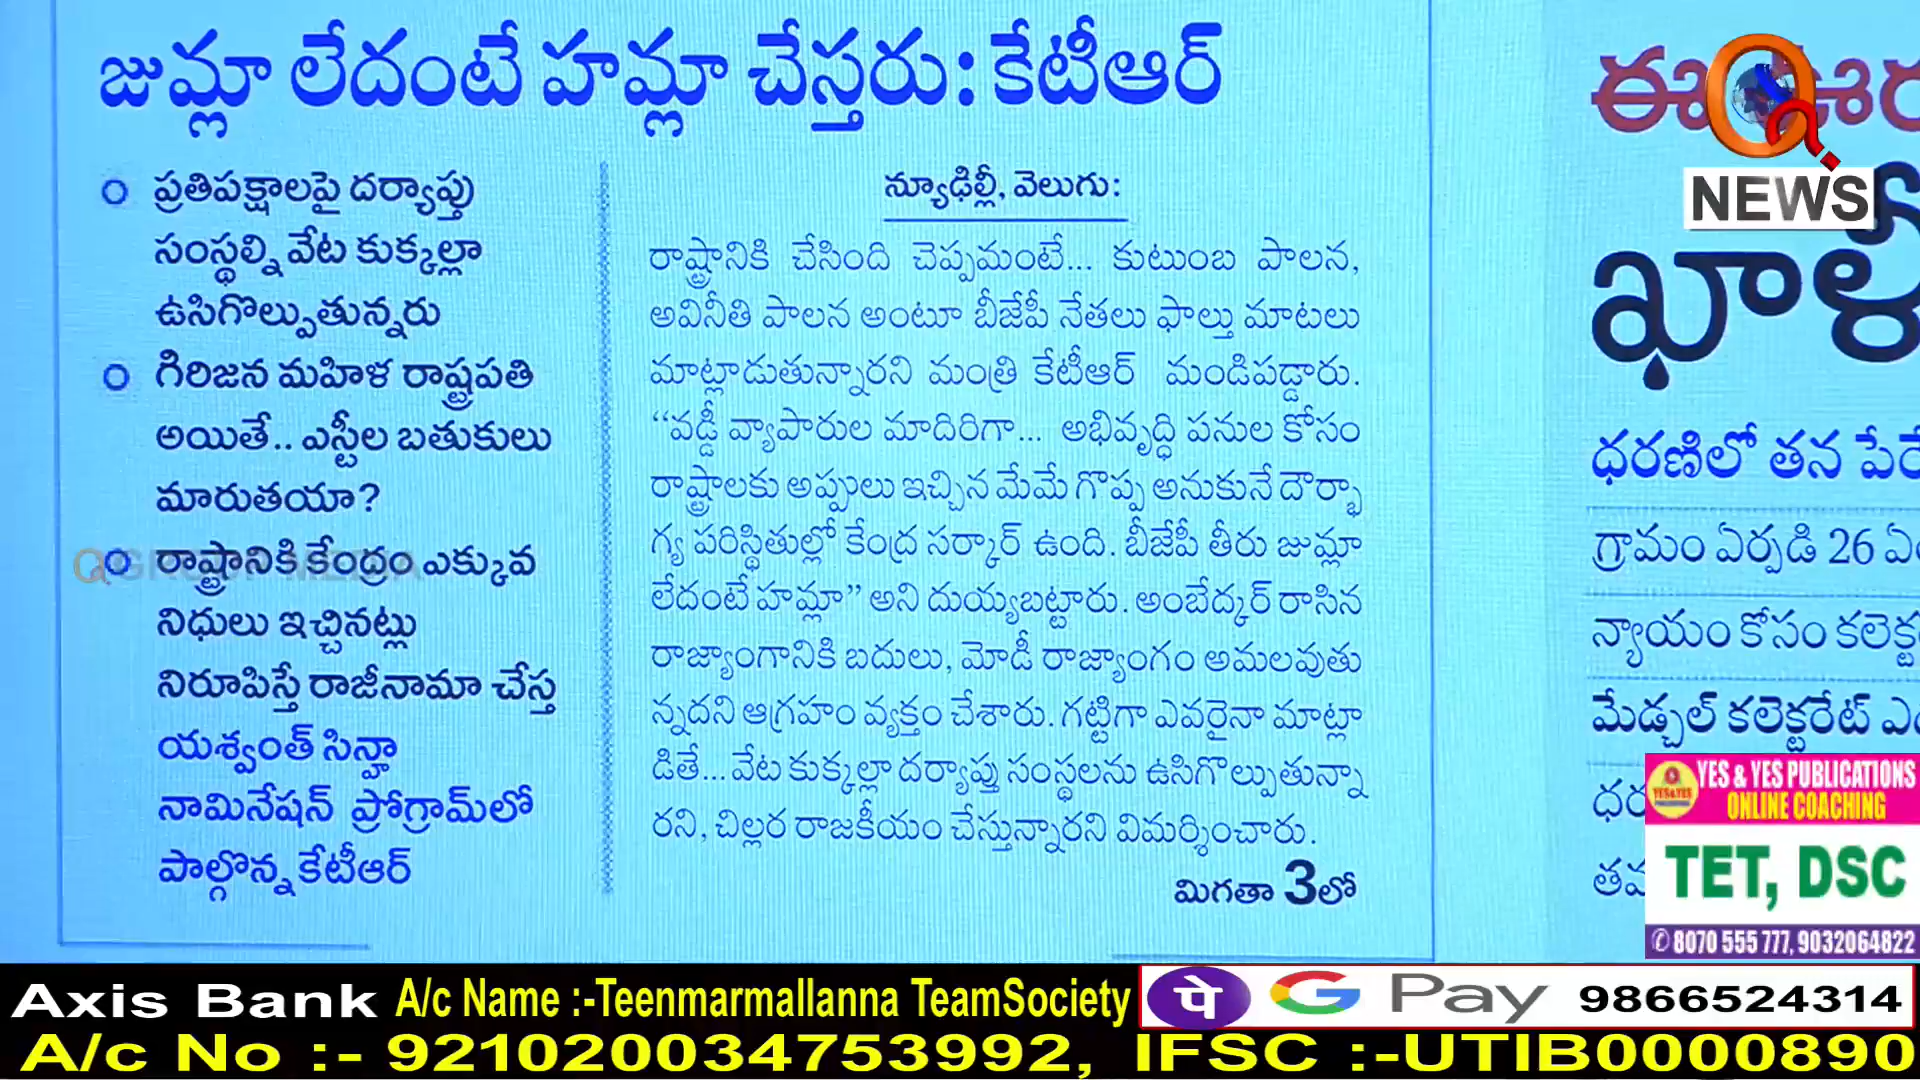 జుమ్లా లేదంటే హమ్లా చేస్తరు: కేటీఆర్
ప్రతిపక్షాలపై దర్యాప్తు
సంస్థల్ని వేట కుక్కల్లా
ఉసిగొల్పుతున్నరు
గిరిజన మహిళ రాష్ట్రపతి
అయితే.. ఎస్టీల బతుకులు
మారుతయా?
రాష్ట్రానికి కేంద్రం ఎక్కువ
నిధులు ఇచ్చినట్లు
నిరూపిస్తే రాజీనామా చేస్త
యశ్వంత్ సిన్హా
నామినేషన్ ప్రోగ్రామ్‌లో
పాల్గొన్న కేటీఆర్
న్యూఢిల్లీ, వెలుగు:
రాష్ట్రానికి చేసింది చెప్పమంటే... కుటుంబ పాలన,
అవినీతి పాలన అంటూ బీజేపీ నేతలు ఫాల్తు మాటలు
మాట్లాడుతున్నారని మంత్రి కేటీఆర్ మండిపడ్డారు.
“వడ్డీ వ్యాపారుల మాదిరిగా... అభివృద్ధి పనుల కోసం
రాష్ట్రాలకు అప్పులు ఇచ్చిన మేమే గొప్ప అనుకునే దౌర్భా
గ్య పరిస్థితుల్లో కేంద్ర సర్కార్ ఉంది. బీజేపీ తీరు జుమ్లా
లేదంటే హమ్లా” అని దుయ్యబట్టారు. అంబేద్కర్ రాసిన
రాజ్యాంగానికి బదులు, మోడీ రాజ్యాంగం అమలవుతు
న్నదని ఆగ్రహం వ్యక్తం చేశారు. గట్టిగా ఎవరైనా మాట్లా
డితే... వేట కుక్కల్లా దర్యాప్తు సంస్థలను ఉసిగొల్పుతున్నా
రని, చిల్లర రాజకీయం చేస్తున్నారని విమర్శించారు.
మిగతా 3లో
ఈ ఊర
ఖాళీ
ధరణిలో తన పేరే
గ్రామం ఏర్పడి 26 ఏం
న్యాయం కోసం కలెక్ట
మేడ్చల్ కలెక్టరేట్ ఎ
ధర
Q NEWS
Q GROUP MEDIA
YES & YES PUBLICATIONS
ONLINE COACHING
TET, DSC
8070 555 777, 9032064822
Axis Bank A/c Name :-Teenmarmallanna TeamSociety
पे G Pay 9866524314
A/c No :- 921020034753992, IFSC :-UTIB0000890